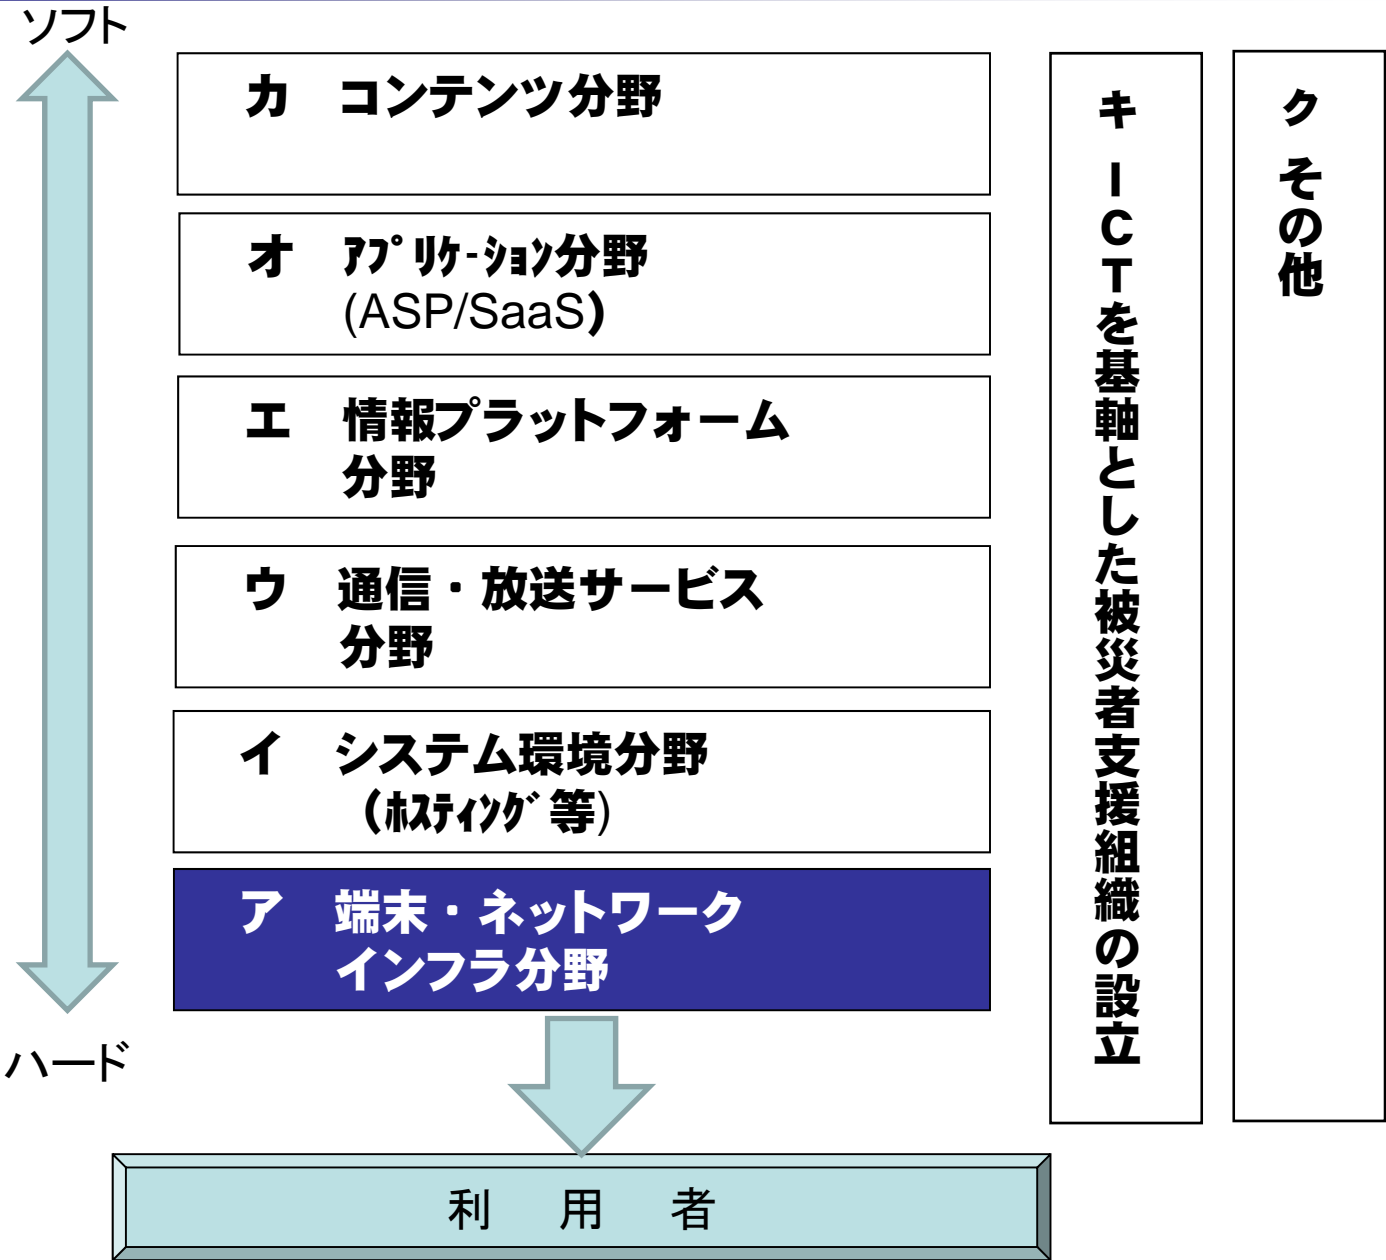 ソフト
カ　コンテンツ分野
オ　ｱﾌﾟﾘｹ-ｼｮﾝ分野
(ASP/SaaS)
エ　情報プラットフォーム
分野
ウ　通信・放送サービス
分野
イ　システム環境分野
(ﾎｽﾃｨﾝｸﾞ等)
ア　端末・ネットワーク
インフラ分野
ハード
利　用　者
キ ICTを基軸とした被災者支援組織の設立
ク その他